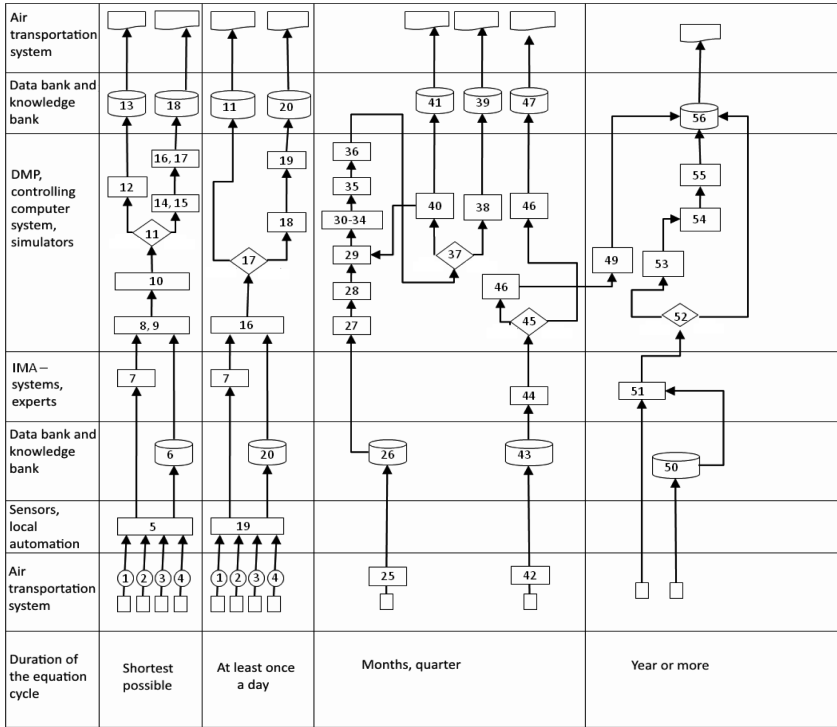 Air
transportation
system
Data bank and
knowledge
bank
13
18
11
20
41
39
47
56
DMP,
controlling
computer
system,
simulators
36
16, 17
19
55
12
35
14, 15
40
38
46
30-34
18
54
11
29
37
49
17
53
10
28
46
8, 9
16
27
45
52
IMA –
systems,
experts
7
7
44
51
Data bank and
knowledge
bank
6
20
26
43
50
Sensors,
local
automation
5
19
Air
transportation
system
1 2 3 4
1 2 3 4
25
42
Duration of
the equation
cycle
Shortest
possible
At least once
a day
Months, quarter
Year or more